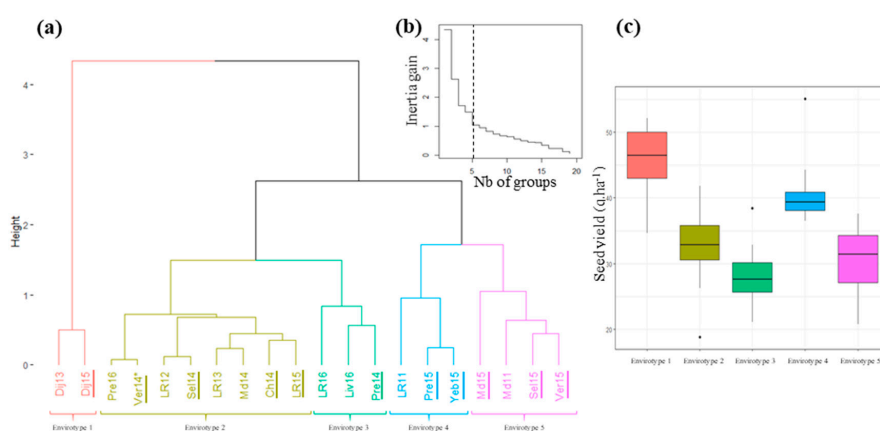 (a)
(b)
(c)
Height
4
3
2
1
0
Dij13
Dij15
Pre16
Ver14*
LR12
Sel14
LR13
Md14
Ch14
LR15
LR16
Liv16
Pre14
LR11
Pre15
Yeb15
Md15
Md11
Sel15
Ver15
Envirotype 1
Envirotype 2
Envirotype 3
Envirotype 4
Envirotype 5
Inertia gain
4
3
2
1
0
5
10
15
20
Nb of groups
Seed yield (q.ha⁻¹)
50
40
30
20
Envirotype 1
Envirotype 2
Envirotype 3
Envirotype 4
Envirotype 5